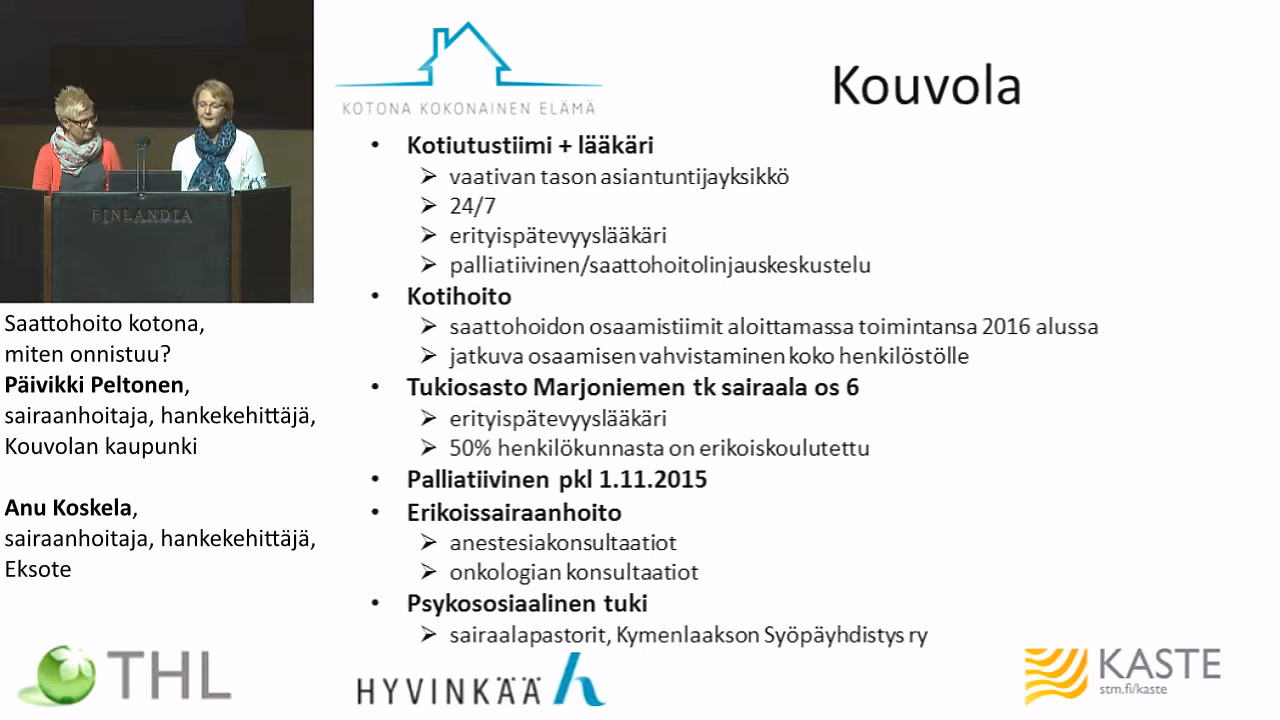 FINLANDIA
Saattohoito kotona,
miten onnistuu?
Päivikki Peltonen,
sairaanhoitaja, hankekehittäjä,
Kouvolan kaupunki
Anu Koskela,
sairaanhoitaja, hankekehittäjä,
Eksote
KOTONA KOKONAINEN ELÄMÄ
Kouvola
• Kotiutustiimi + lääkäri
➢ vaativan tason asiantuntijayksikkö
➢ 24/7
➢ erityispätevyyslääkäri
➢ palliatiivinen/saattohoitolinjauskeskustelu
• Kotihoito
➢ saattohoidon osaamistiimit aloittamassa toimintansa 2016 alussa
➢ jatkuva osaamisen vahvistaminen koko henkilöstölle
• Tukiosasto Marjoniemen tk sairaala os 6
➢ erityispätevyyslääkäri
➢ 50% henkilökunnasta on erikoiskoulutettu
• Palliatiivinen pkl 1.11.2015
• Erikoissairaanhoito
➢ anestesiakonsultaatiot
➢ onkologian konsultaatiot
• Psykososiaalinen tuki
➢ sairaalapastorit, Kymenlaakson Syöpäyhdistys ry
THL
HYVINKÄÄ
KASTE
stm.fi/kaste